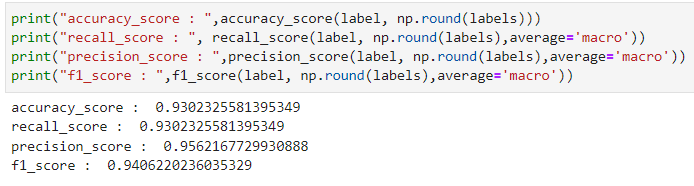 print("accuracy_score : ",accuracy_score(label, np.round(labels)))
print("recall_score : ", recall_score(label, np.round(labels),average='macro'))
print("precision_score : ",precision_score(label, np.round(labels),average='macro'))
print("f1_score : ",f1_score(label, np.round(labels),average='macro'))
accuracy_score :  0.9302325581395349
recall_score :  0.9302325581395349
precision_score :  0.9562167729930888
f1_score :  0.9406220236035329